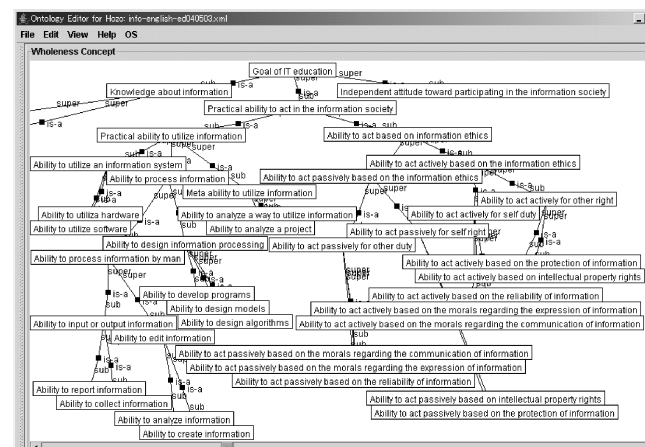 Ontology Editor for Hozo: info-english-ed040503.xml
File Edit View Help OS
Wholeness Concept
Goal of IT education
super
sub
is-a
super
Knowledge about information
is-a
sub
Independent attitude toward participating in the information society
super
super
is-a
Practical ability to act in the information society
sub
is-a
is-a
sub
Practical ability to utilize information
Ability to act based on information ethics
Ability to utilize an information system
Ability to act actively based on the information ethics
Ability to process information
Ability to act passively based on information ethics
Meta ability to utilize information
Ability to act actively for other right
Ability to utiliza hardware
Ability to analyze a way to utilize information
Ability to act actively for self duty
Ability to utilize software
Ability to analyze a project
Ability to act passively for self right
Ability to design information processing
Ability to act passively for other duty
Ability to process information by man
Ability to act actively based on the protection of information
Ability to act actively based on intellectual property rights
Ability to develop programs
Ability to act actively based on the reliability of information
Ability to design models
Ability to act actively based on the morals regarding the expression of information
Ability to input or output information
Ability to design algorithms
Ability to act actively based on the morals regarding the communication of information
Ability to edit information
Ability to act passively based on the morals regarding the communication of information
Ability to act passively based on the morals regarding the expression of information
Ability to act passively based on the reliability of information
Ability to report information
Ability to act passively based on intellectual property rights
Ability to collect information
Ability to act passively based on the protection of information
Ability to analyze information
Ability to create information